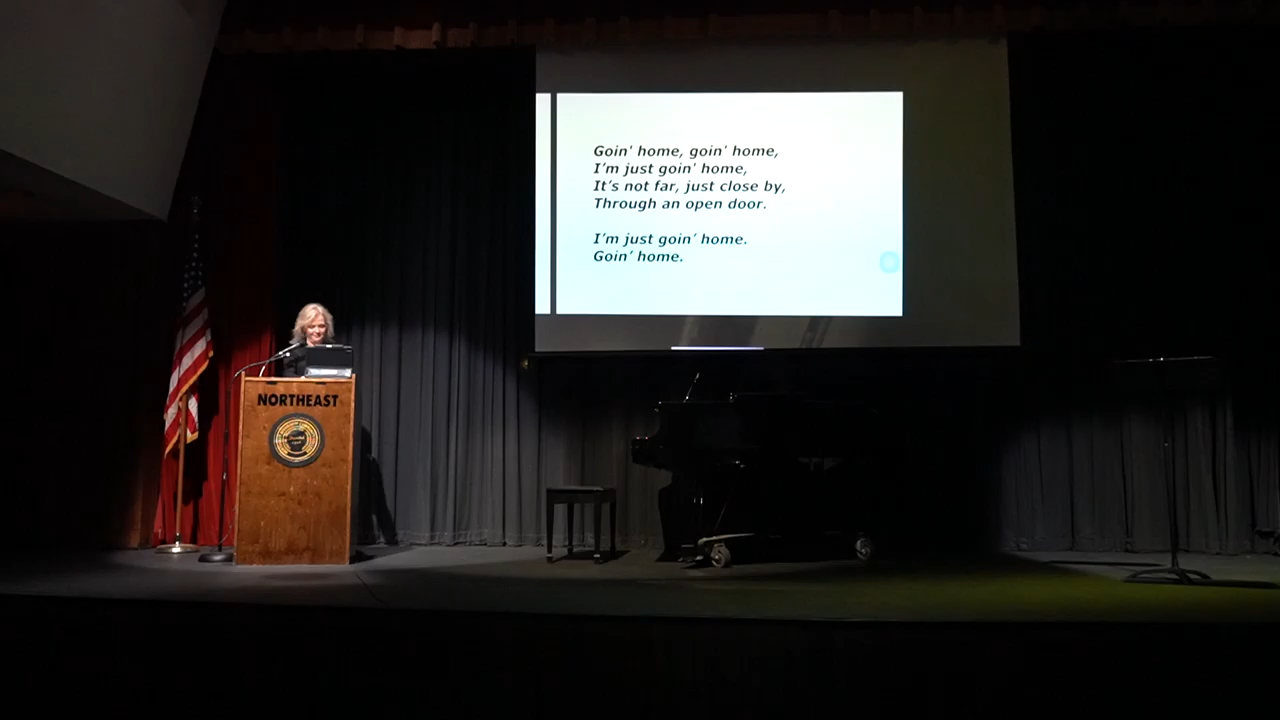 Goin' home, goin' home,
I’m just goin' home,
It’s not far, just close by,
Through an open door.
I’m just goin’ home.
Goin’ home.
NORTHEAST